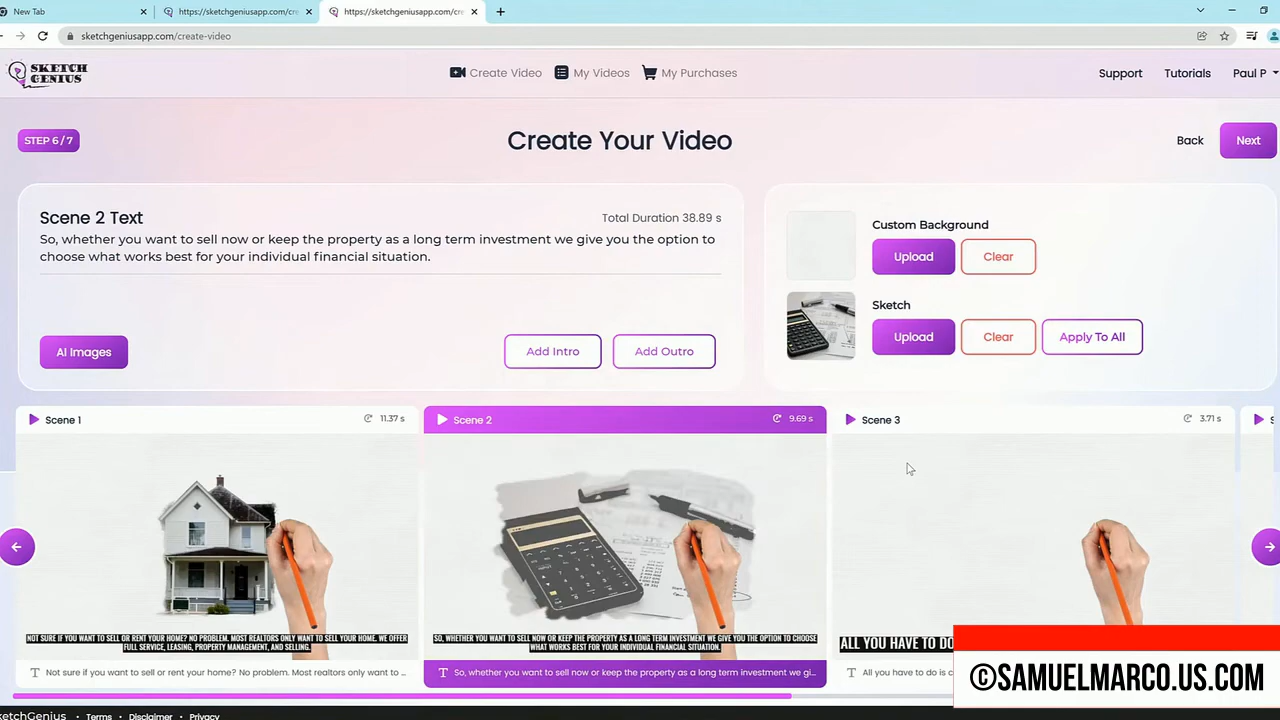 New Tab
https://sketchgeniusapp.com/cre
https://sketchgeniusapp.com/cre
sketchgeniusapp.com/create-video
SKETCH
GENIUS
Create Video
My Videos
My Purchases
Support
Tutorials
Paul P
STEP 6 / 7
Create Your Video
Back
Next
Scene 2 Text
Total Duration 38.89 s
So, whether you want to sell now or keep the property as a long term investment we give you the option to
choose what works best for your individual financial situation.
AI Images
Add Intro
Add Outro
Custom Background
Upload
Clear
Sketch
Upload
Clear
Apply To All
Scene 1
11.37 s
Scene 2
9.69 s
Scene 3
3.71 s
NOT SURE IF YOU WANT TO SELL OR RENT YOUR HOME? NO PROBLEM. MOST REALTORS ONLY WANT TO SELL YOUR HOME. WE OFFER
FULL SERVICE, LEASING, PROPERTY MANAGEMENT, AND SELLING.
SO, WHETHER YOU WANT TO SELL NOW OR KEEP THE PROPERTY AS A LONG TERM INVESTMENT WE GIVE YOU THE OPTION TO CHOOSE
WHAT WORKS BEST FOR YOUR INDIVIDUAL FINANCIAL SITUATION.
ALL YOU HAVE TO DO
Not sure if you want to sell or rent your home? No problem. Most realtors only want to ...
So, whether you want to sell now or keep the property as a long term investment we gi...
All you have to do is c
©SAMUELMARCO.US.COM
ketchGenius
Terms
Disclaimer
Privacy